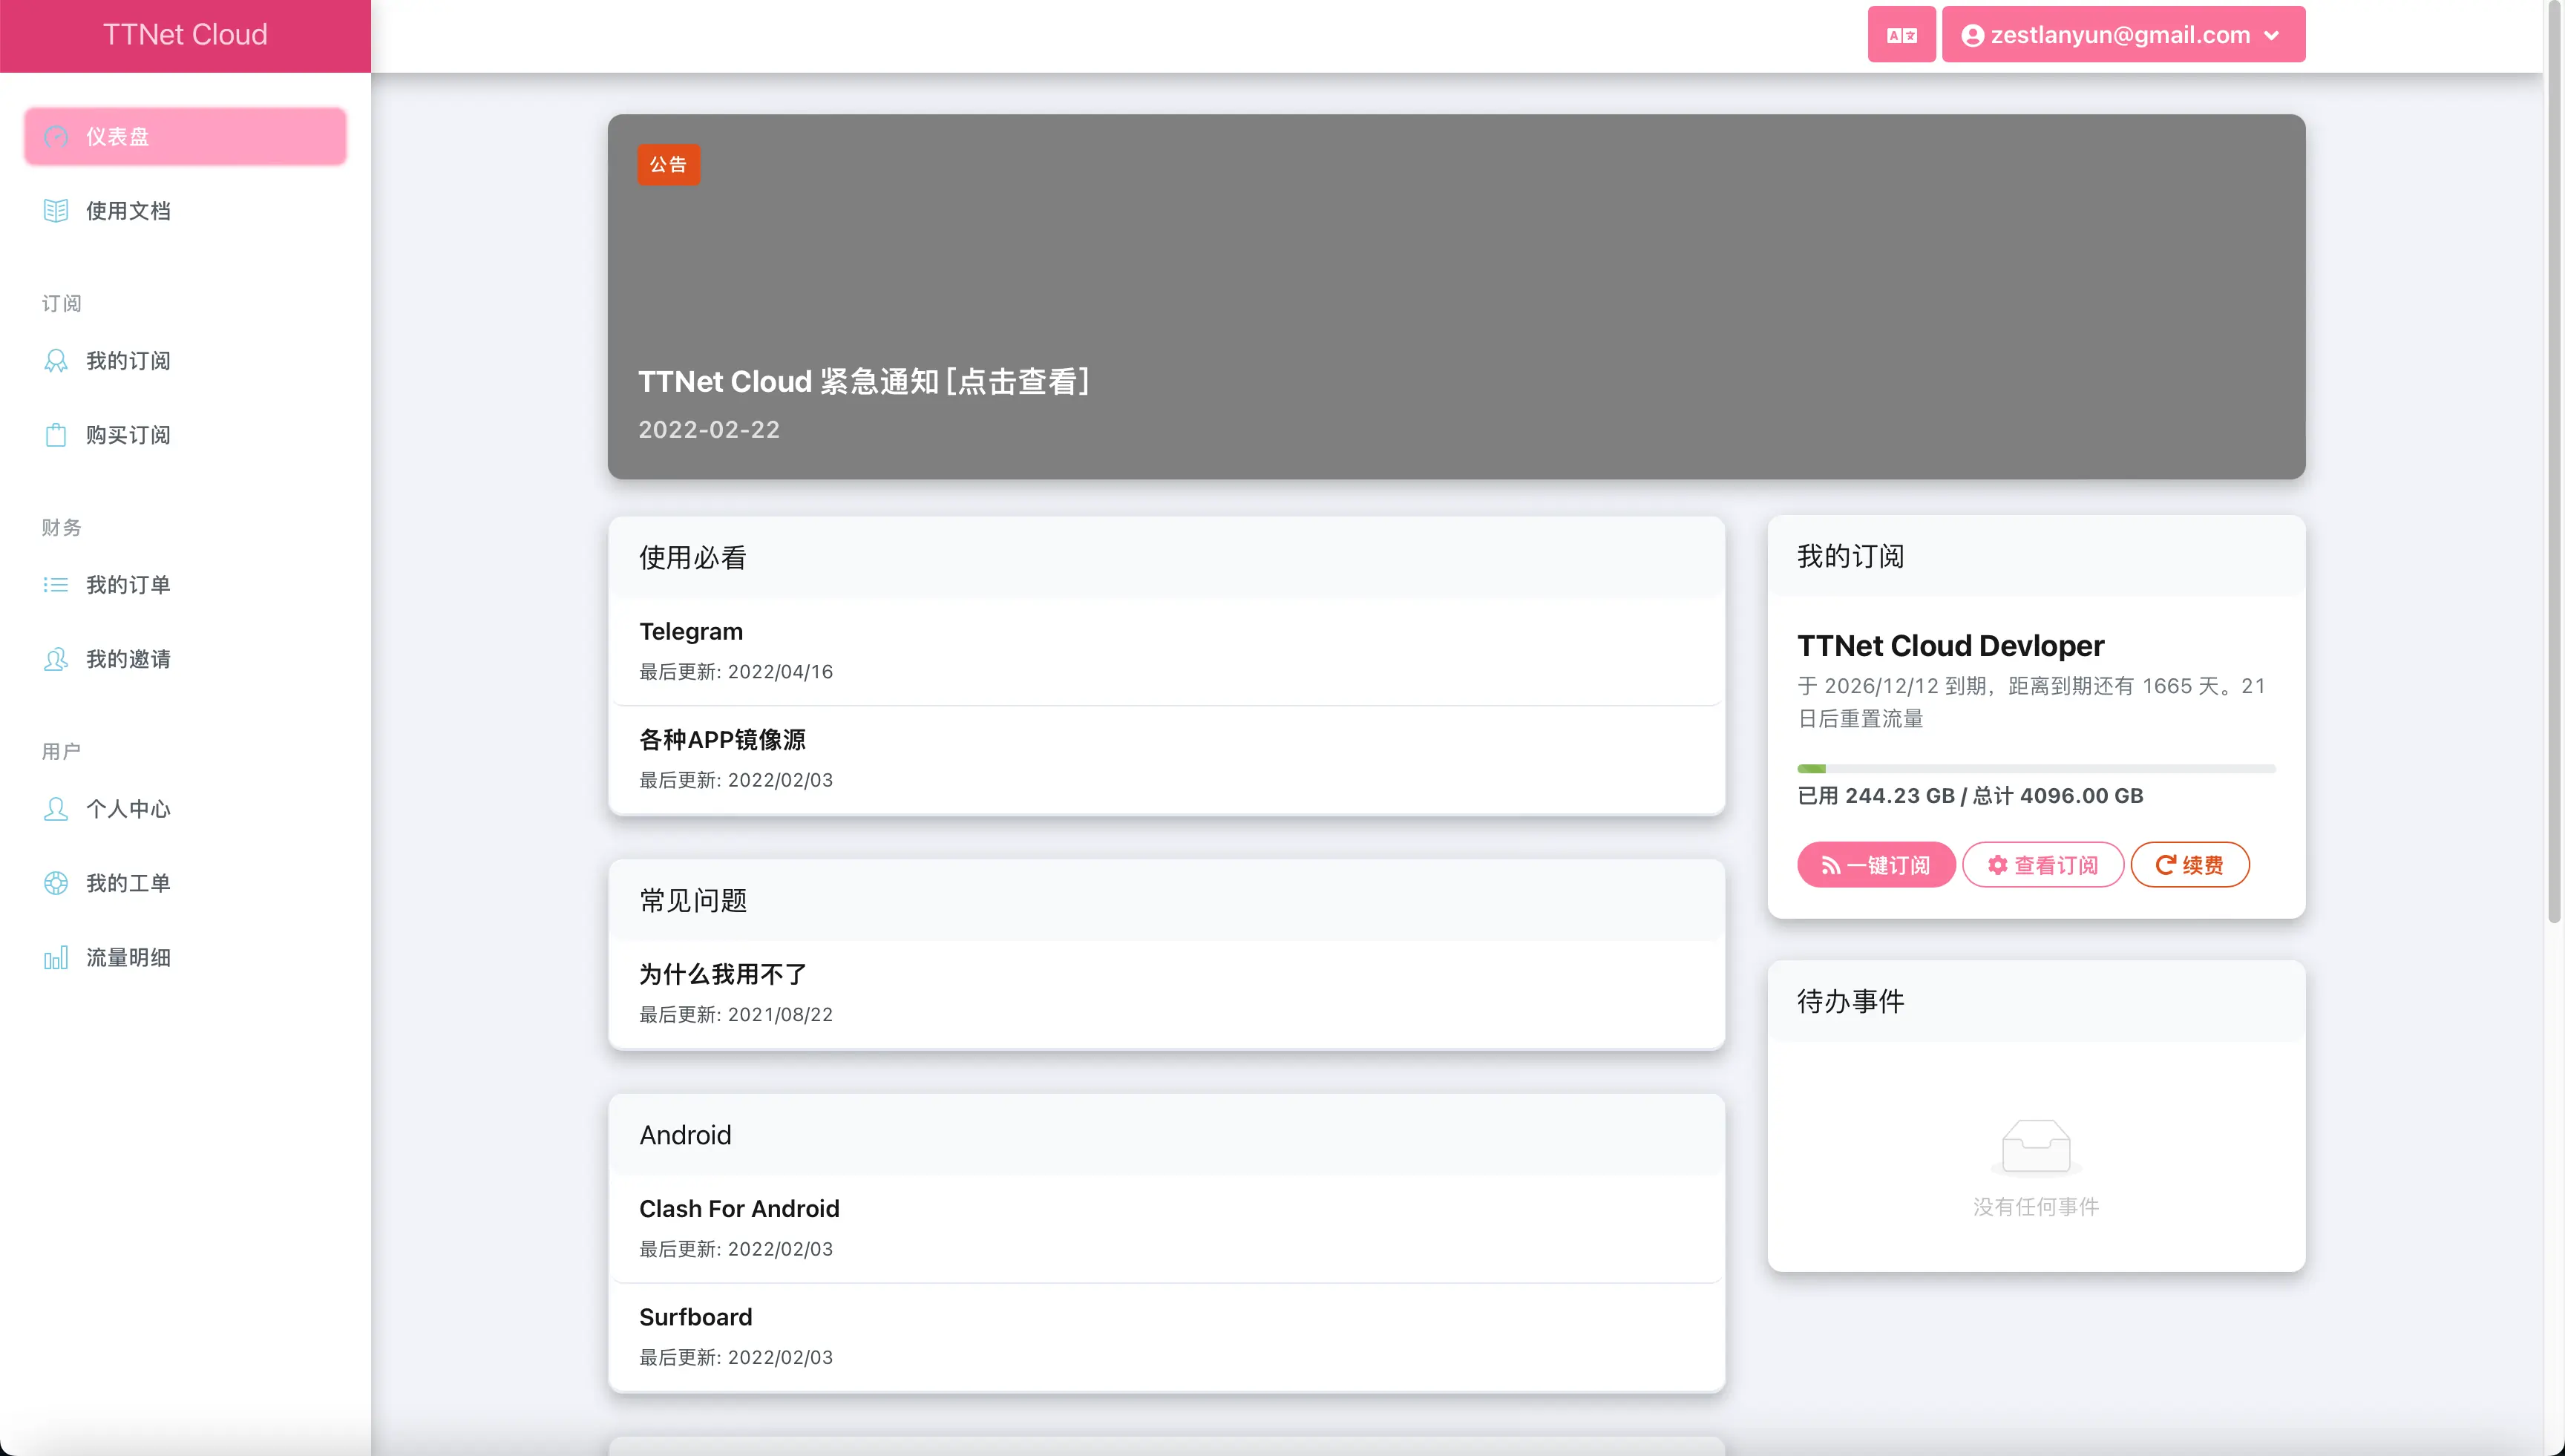 TTNet Cloud
zestlanyun@gmail.com
仪表盘
使用文档
订阅
我的订阅
购买订阅
财务
我的订单
我的邀请
用户
个人中心
我的工单
流量明细
公告
TTNet Cloud 紧急通知 [点击查看]
2022-02-22
使用必看
Telegram
最后更新: 2022/04/16
各种APP镜像源
最后更新: 2022/02/03
常见问题
为什么我用不了
最后更新: 2021/08/22
Android
Clash For Android
最后更新: 2022/02/03
Surfboard
最后更新: 2022/02/03
我的订阅
TTNet Cloud Devloper
于 2026/12/12 到期，距离到期还有 1665 天。21
日后重置流量
已用 244.23 GB / 总计 4096.00 GB
一键订阅 查看订阅 续费
待办事件
没有任何事件